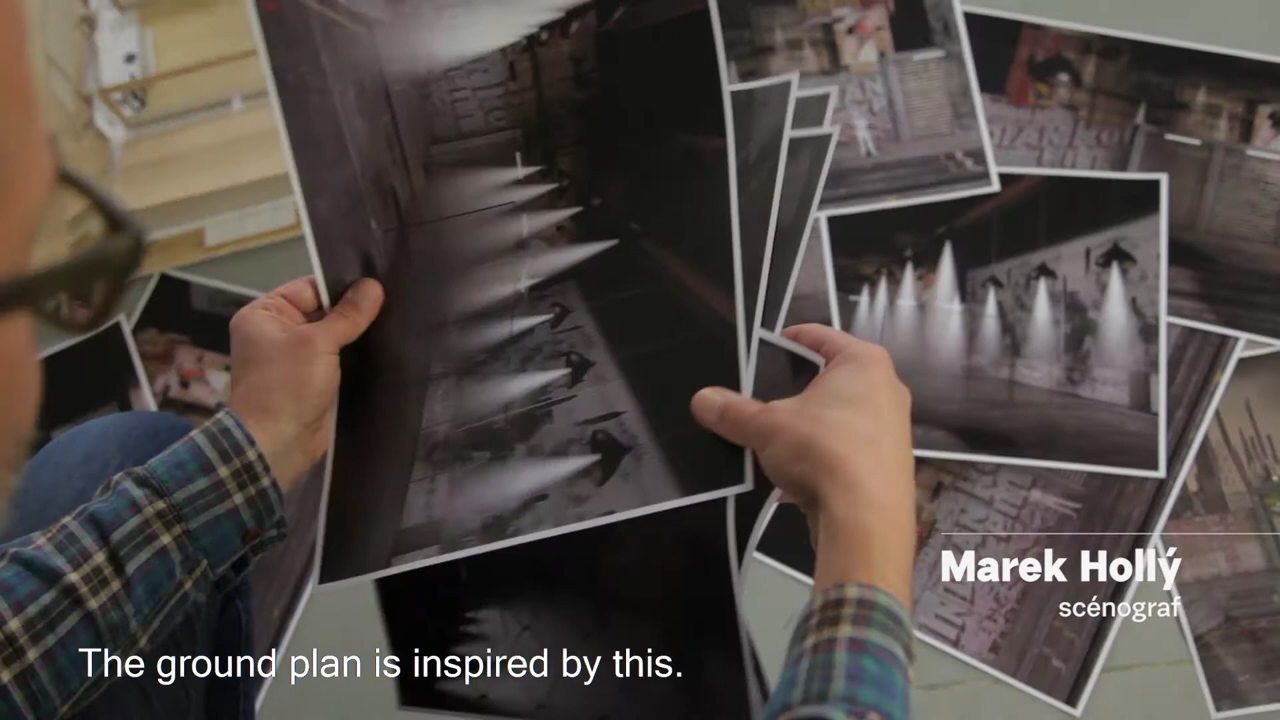 Marek Hollý
scénograf
The ground plan is inspired by this.